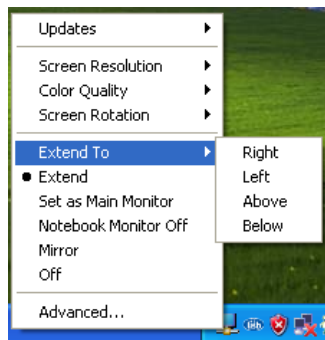 Updates
Screen Resolution
Color Quality
Screen Rotation
Extend To
Right
Extend
Left
Set as Main Monitor
Above
Notebook Monitor Off
Below
Mirror
Off
Advanced...